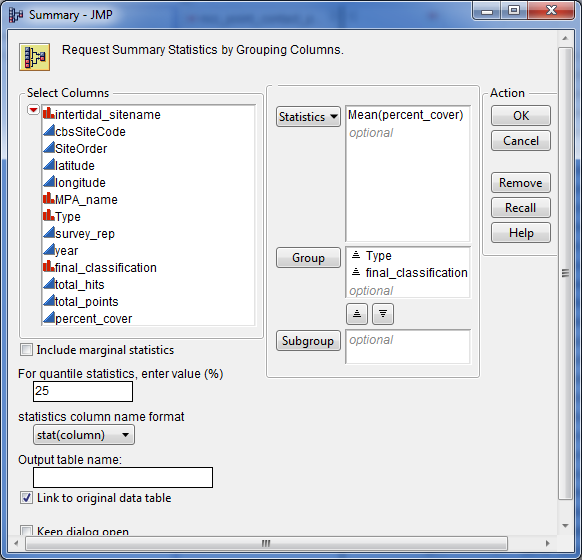 Summary - JMP
Request Summary Statistics by Grouping Columns.
Select Columns
intertidal_sitename
cbsSiteCode
SiteOrder
latitude
longitude
MPA_name
Type
survey_rep
year
final_classification
total_hits
total_points
percent_cover
Include marginal statistics
For quantile statistics, enter value (%)
25
statistics column name format
stat(column)
Output table name:
Link to original data table
Keep dialog open
Statistics
Mean(percent_cover)
optional
Group
Type
final_classification
optional
Subgroup
optional
Action
OK
Cancel
Remove
Recall
Help